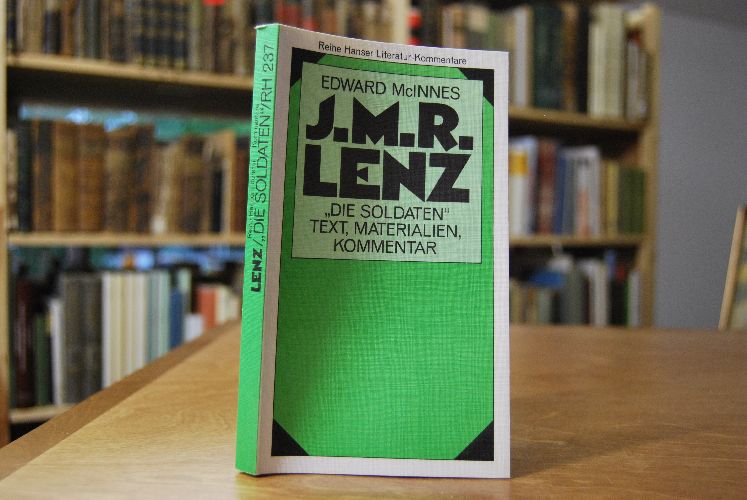 Reihe Hanser Literatur-Kommentare
EDWARD McINNES
J.M.R.
LENZ
„DIE SOLDATEN“
TEXT, MATERIALIEN,
KOMMENTAR
LENZ/„DIE SOLDATEN“/RH 237